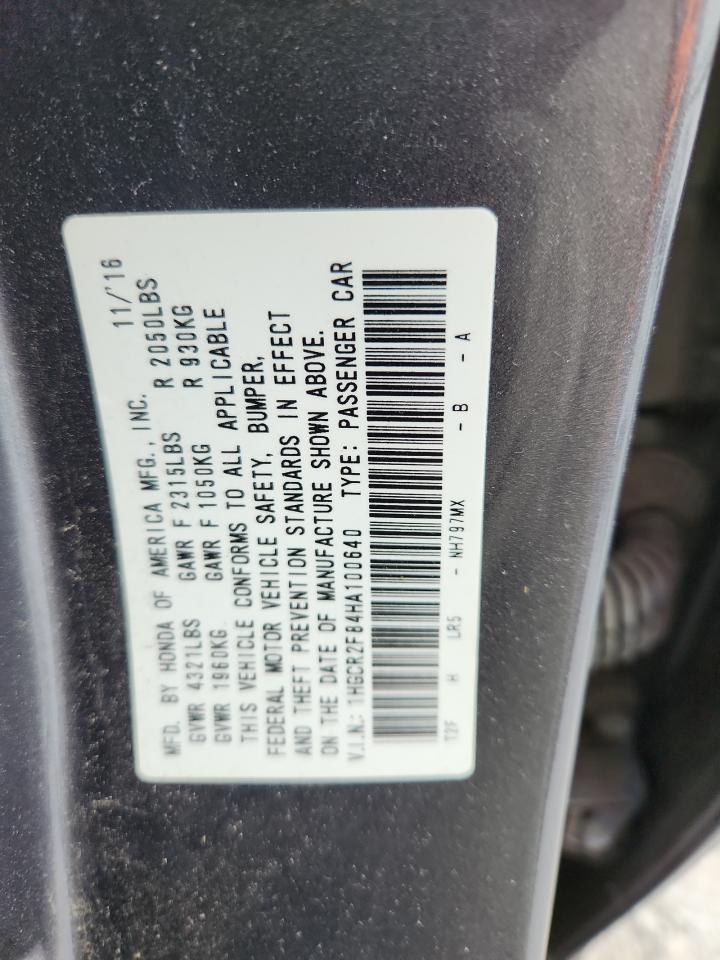 MFD. BY HONDA OF AMERICA MFG., INC. 11/'16
GVWR 4321LBS GAWR F 2315LBS R 2050LBS
GVWR 1960KG. GAWR F 1050KG R 930KG
THIS VEHICLE CONFORMS TO ALL APPLICABLE
FEDERAL MOTOR VEHICLE SAFETY, BUMPER,
AND THEFT PREVENTION STANDARDS IN EFFECT
ON THE DATE OF MANUFACTURE SHOWN ABOVE.
V.I.N.: 1HGCR2F84HA100640 TYPE: PASSENGER CAR
T2F H LR5 - NH797MX - B - A